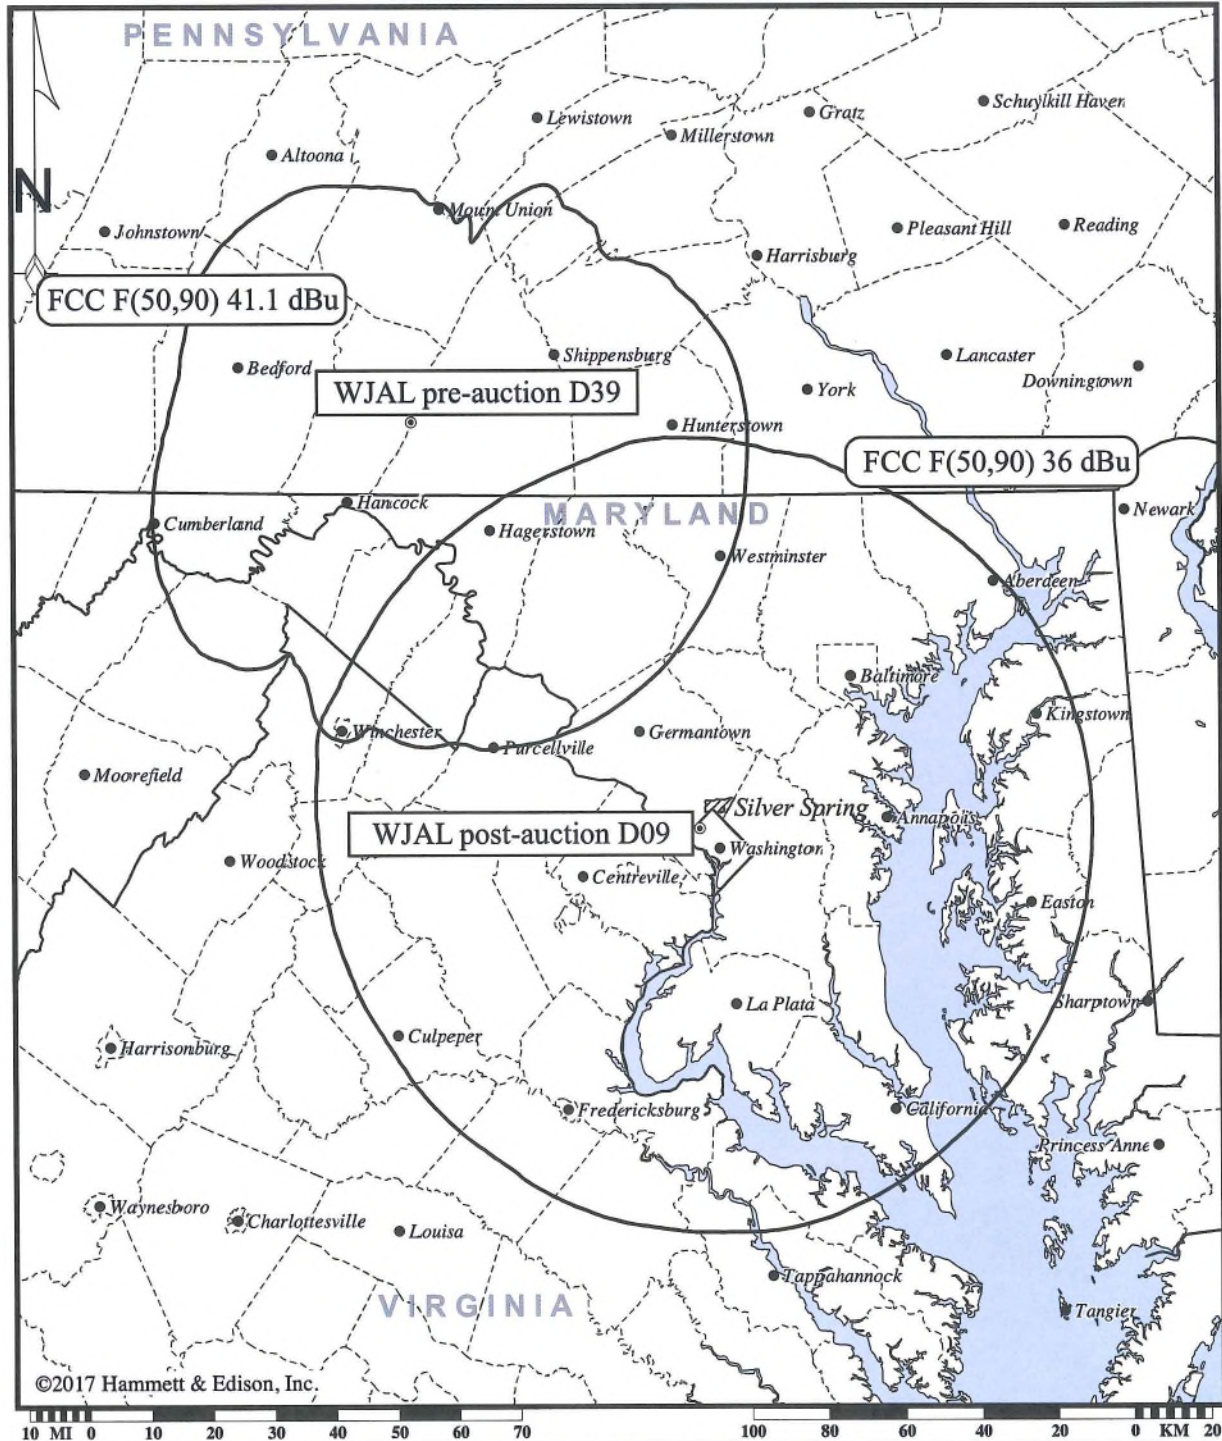 PENNSYLVANIA
Schuylkill Haven
Gratz
Lewistown
Millerstown
Altoona
N
Mount Union
Johnstown
Pleasant Hill
Reading
Harrisburg
FCC F(50,90) 41.1 dBu
Bedford
Shippensburg
Lancaster
Downingtown
WJAL pre-auction D39
York
Hunterstown
FCC F(50,90) 36 dBu
Hancock
MARYLAND
Newark
Cumberland
Hagerstown
Westminster
Aberdeen
Baltimore
Kingstown
Winchester
Purcellville
Germantown
Moorefield
Silver Spring
Annapolis
WJAL post-auction D09
Washington
Woodstock
Centreville
Easton
La Plata
Sharptown
Culpeper
Harrisonburg
Fredericksburg
California
Princess Anne
Waynesboro
Charlottesville
Louisa
Tappahannock
VIRGINIA
Tangier
©2017 Hammett & Edison, Inc.
10 MI 0 10 20 30 40 50 60 70 100 80 60 40 20 0 KM 20